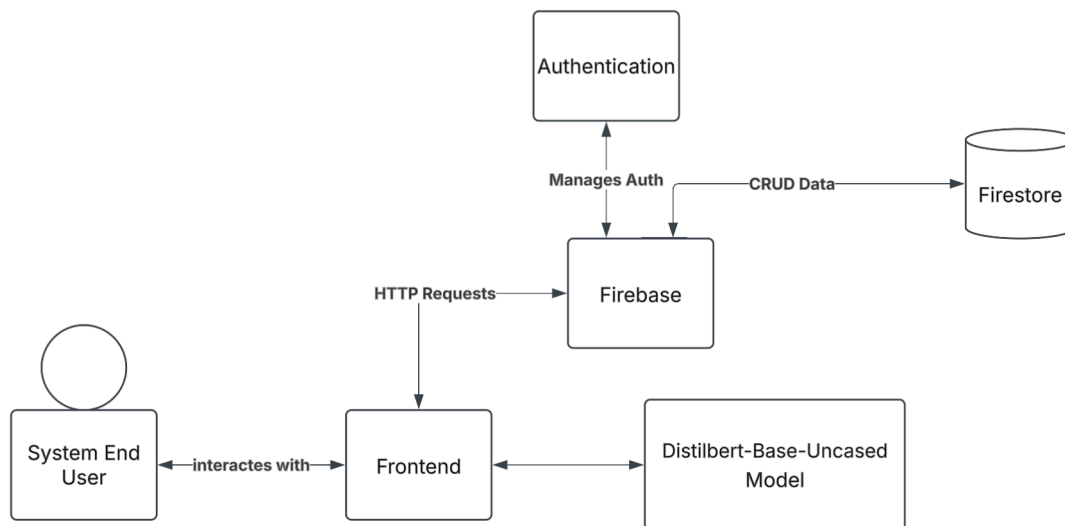 Authentication
Manages Auth
CRUD Data
Firestore
HTTP Requests
Firebase
System End
User
interactes with
Frontend
Distilbert-Base-Uncased
Model